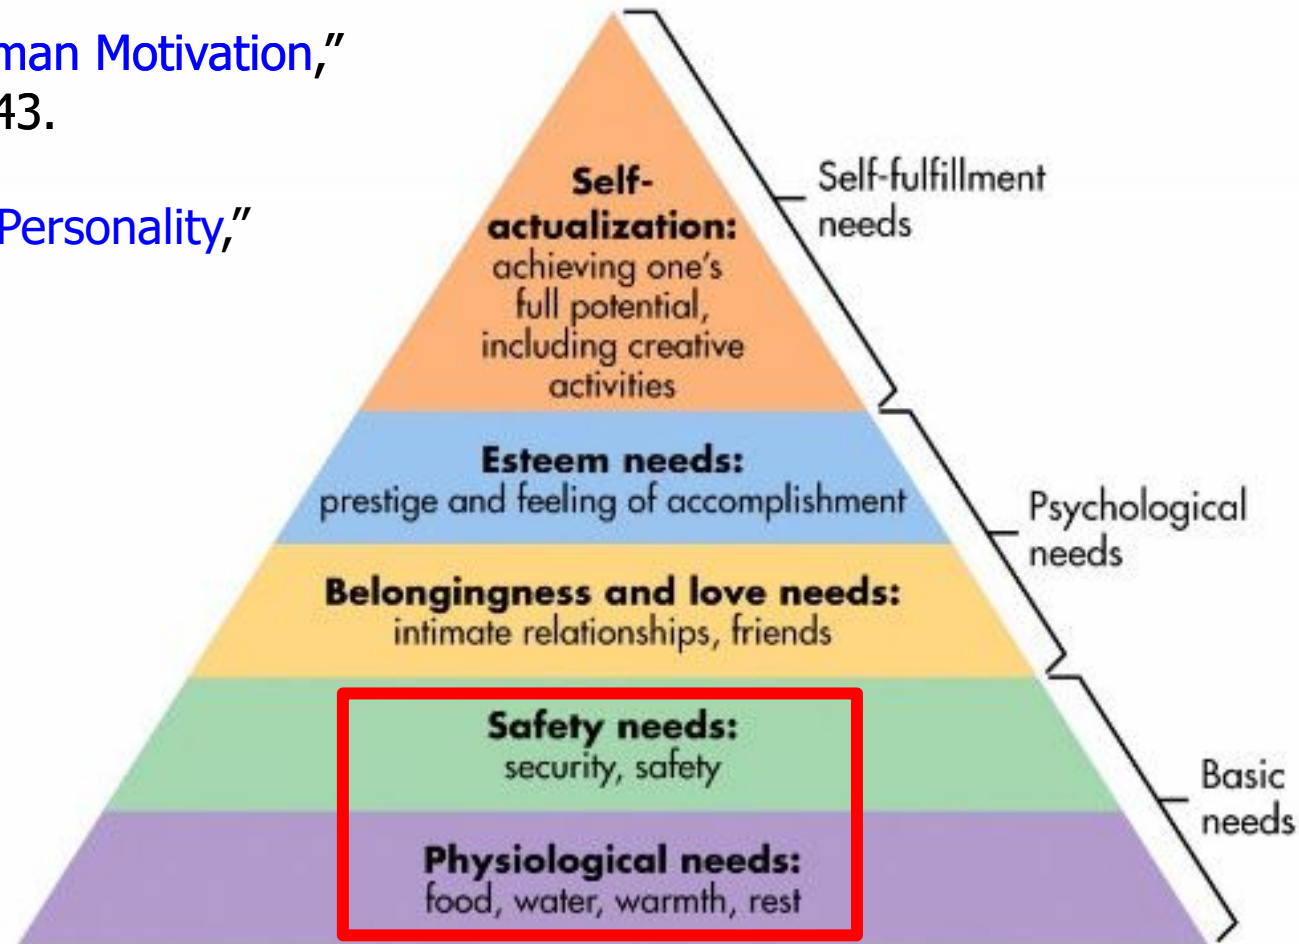 man Motivation,”
43.
Personality,”
Self-
actualization:
achieving one’s
full potential,
including creative
activities
Self-fulfillment
needs
Esteem needs:
prestige and feeling of accomplishment
Psychological
needs
Belongingness and love needs:
intimate relationships, friends
Safety needs:
security, safety
Basic
needs
Physiological needs:
food, water, warmth, rest